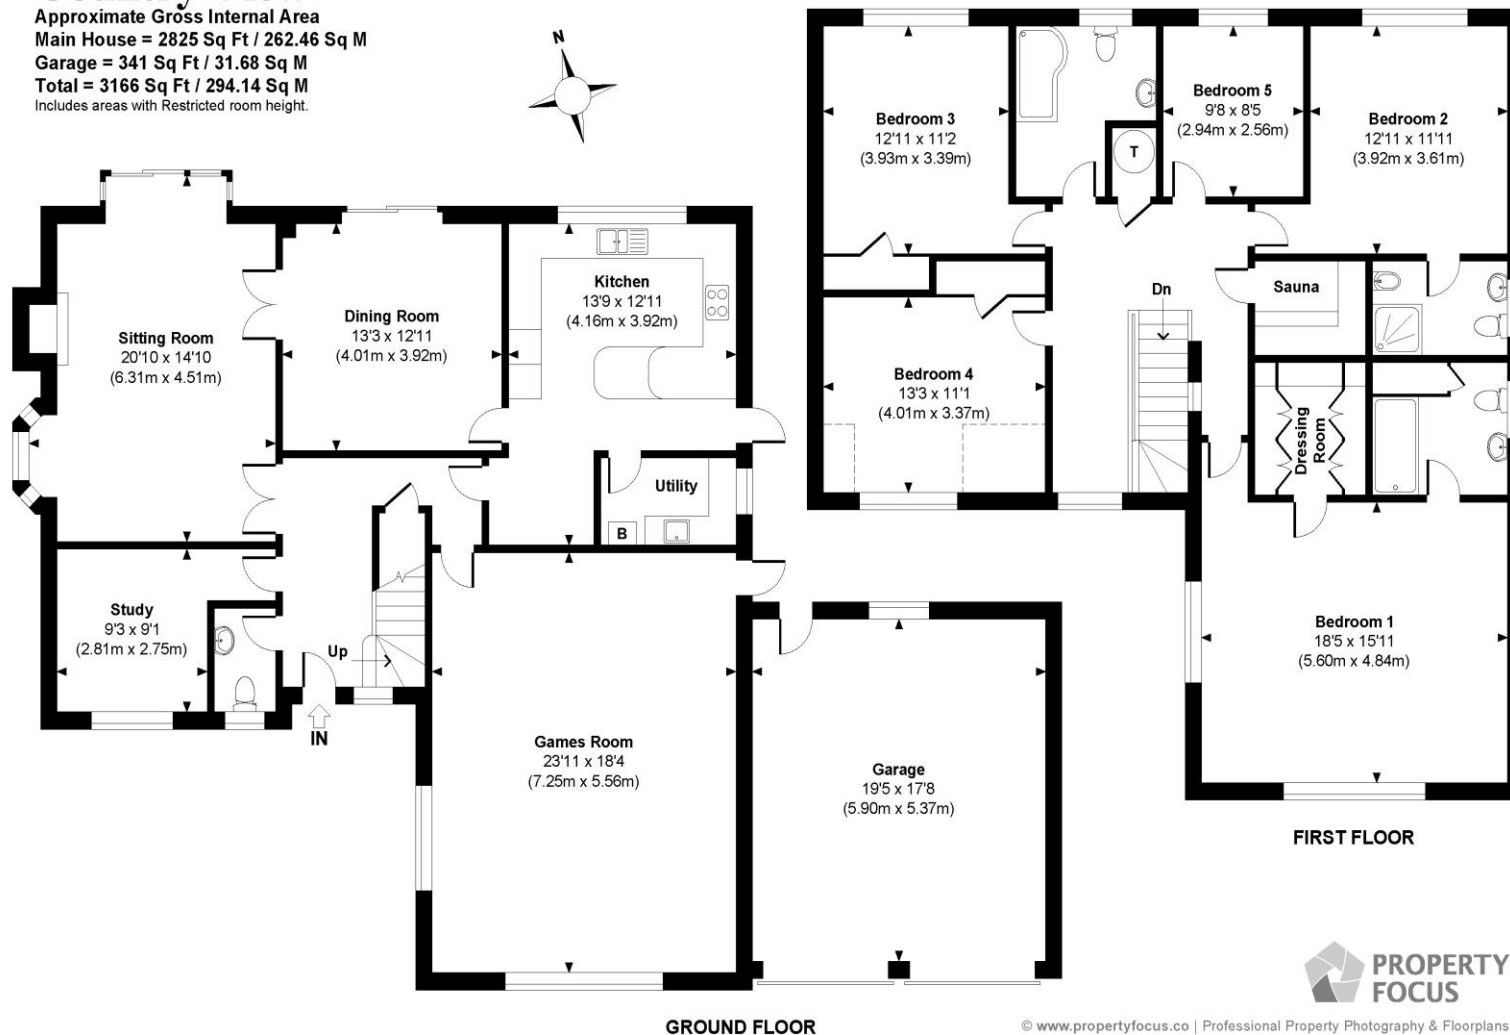 Approximate Gross Internal Area
Main House = 2825 Sq Ft / 262.46 Sq M
Garage = 341 Sq Ft / 31.68 Sq M
Total = 3166 Sq Ft / 294.14 Sq M
Includes areas with Restricted room height.
N
Sitting Room
20'10 x 14'10
(6.31m x 4.51m)
Dining Room
13'3 x 12'11
(4.01m x 3.92m)
Kitchen
13'9 x 12'11
(4.16m x 3.92m)
Utility
B
Study
9'3 x 9'1
(2.81m x 2.75m)
Up
IN
Games Room
23'11 x 18'4
(7.25m x 5.56m)
Garage
19'5 x 17'8
(5.90m x 5.37m)
GROUND FLOOR
Bedroom 3
12'11 x 11'2
(3.93m x 3.39m)
T
Bedroom 5
9'8 x 8'5
(2.94m x 2.56m)
Bedroom 2
12'11 x 11'11
(3.92m x 3.61m)
Bedroom 4
13'3 x 11'1
(4.01m x 3.37m)
Dn
Sauna
Dressing
Room
Bedroom 1
18'5 x 15'11
(5.60m x 4.84m)
FIRST FLOOR
PROPERTY
FOCUS
© www.propertyfocus.co | Professional Property Photography & Floorplans